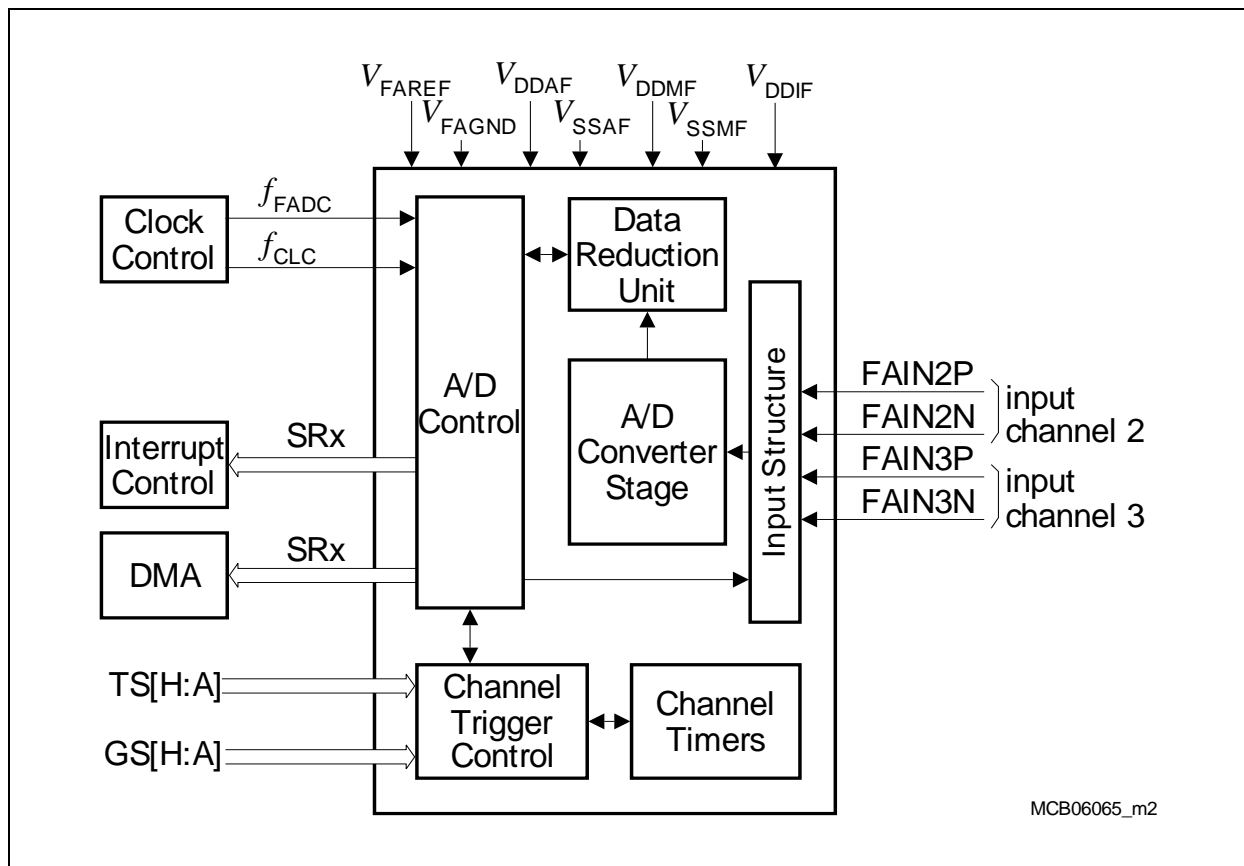 VFAREF
VDDAF
VDDMF
VDDIF
VFAGND
VSSAF
VSSMF
Clock
Control
fFADC
fCLC
A/D
Control
Data
Reduction
Unit
A/D
Converter
Stage
Input Structure
FAIN2P
FAIN2N
input
channel 2
FAIN3P
FAIN3N
input
channel 3
Interrupt
Control
SRx
DMA
SRx
TS[H:A]
GS[H:A]
Channel
Trigger
Control
Channel
Timers
MCB06065_m2